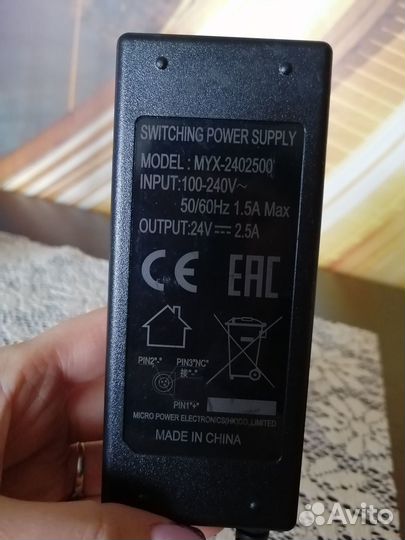 SWITCHING POWER SUPPLY
MODEL : MYX-2402500
INPUT:100-240V~
50/60Hz 1.5A Max
OUTPUT:24V⎓2.5A
CE EAC
PIN2"-" PIN3"NC"
PIN1"+"
MICRO POWER ELECTRONICS(HK)CO.,LIMITED
MADE IN CHINA
Avito